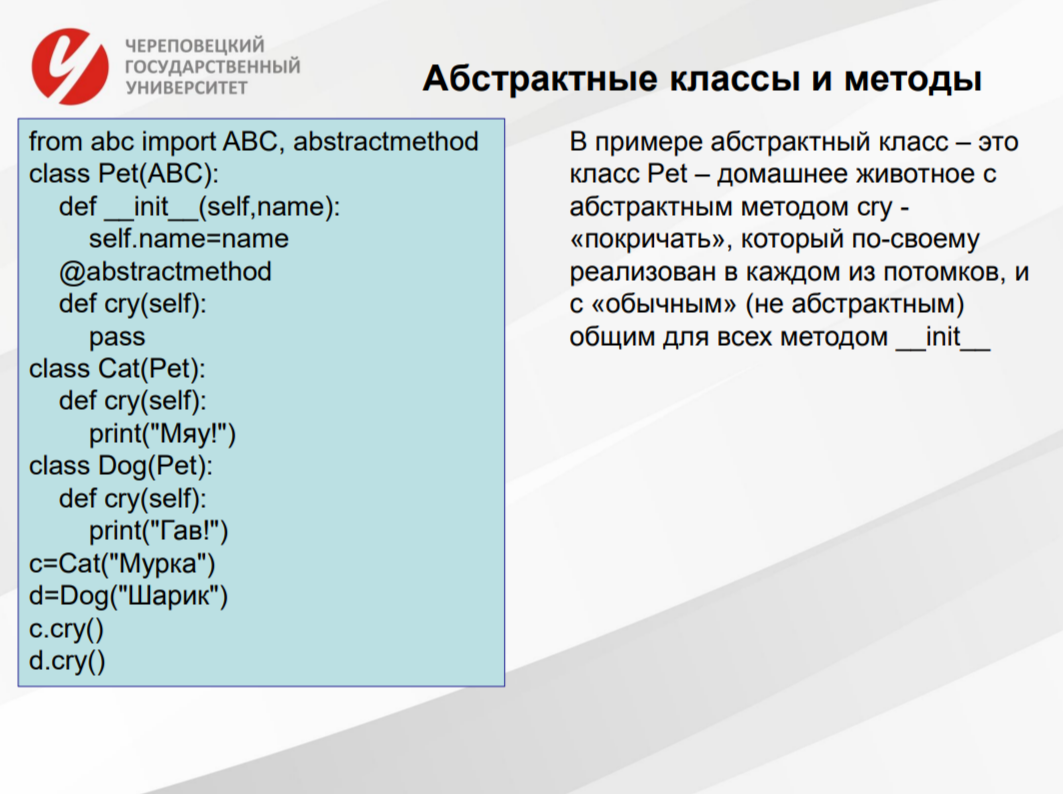 ЧЕРЕПОВЕЦКИЙ
ГОСУДАРСТВЕННЫЙ
УНИВЕРСИТЕТ
Абстрактные классы и методы
from abc import ABC, abstractmethod
class Pet(ABC):
    def __init__(self,name):
        self.name=name
    @abstractmethod
    def cry(self):
        pass
class Cat(Pet):
    def cry(self):
        print("Мяу!")
class Dog(Pet):
    def cry(self):
        print("Гав!")
c=Cat("Мурка")
d=Dog("Шарик")
c.cry()
d.cry()
В примере абстрактный класс – это
класс Pet – домашнее животное с
абстрактным методом cry -
«покричать», который по-своему
реализован в каждом из потомков, и
с «обычным» (не абстрактным)
общим для всех методом __init__